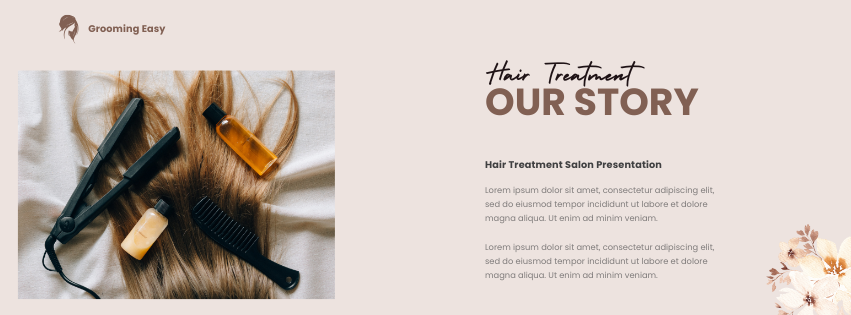 Grooming Easy
Hair Treatment
OUR STORY
Hair Treatment Salon Presentation
Lorem ipsum dolor sit amet, consectetur adipiscing elit,
sed do eiusmod tempor incididunt ut labore et dolore
magna aliqua. Ut enim ad minim veniam.
Lorem ipsum dolor sit amet, consectetur adipiscing elit,
sed do eiusmod tempor incididunt ut labore et dolore
magna aliqua. Ut enim ad minim veniam.